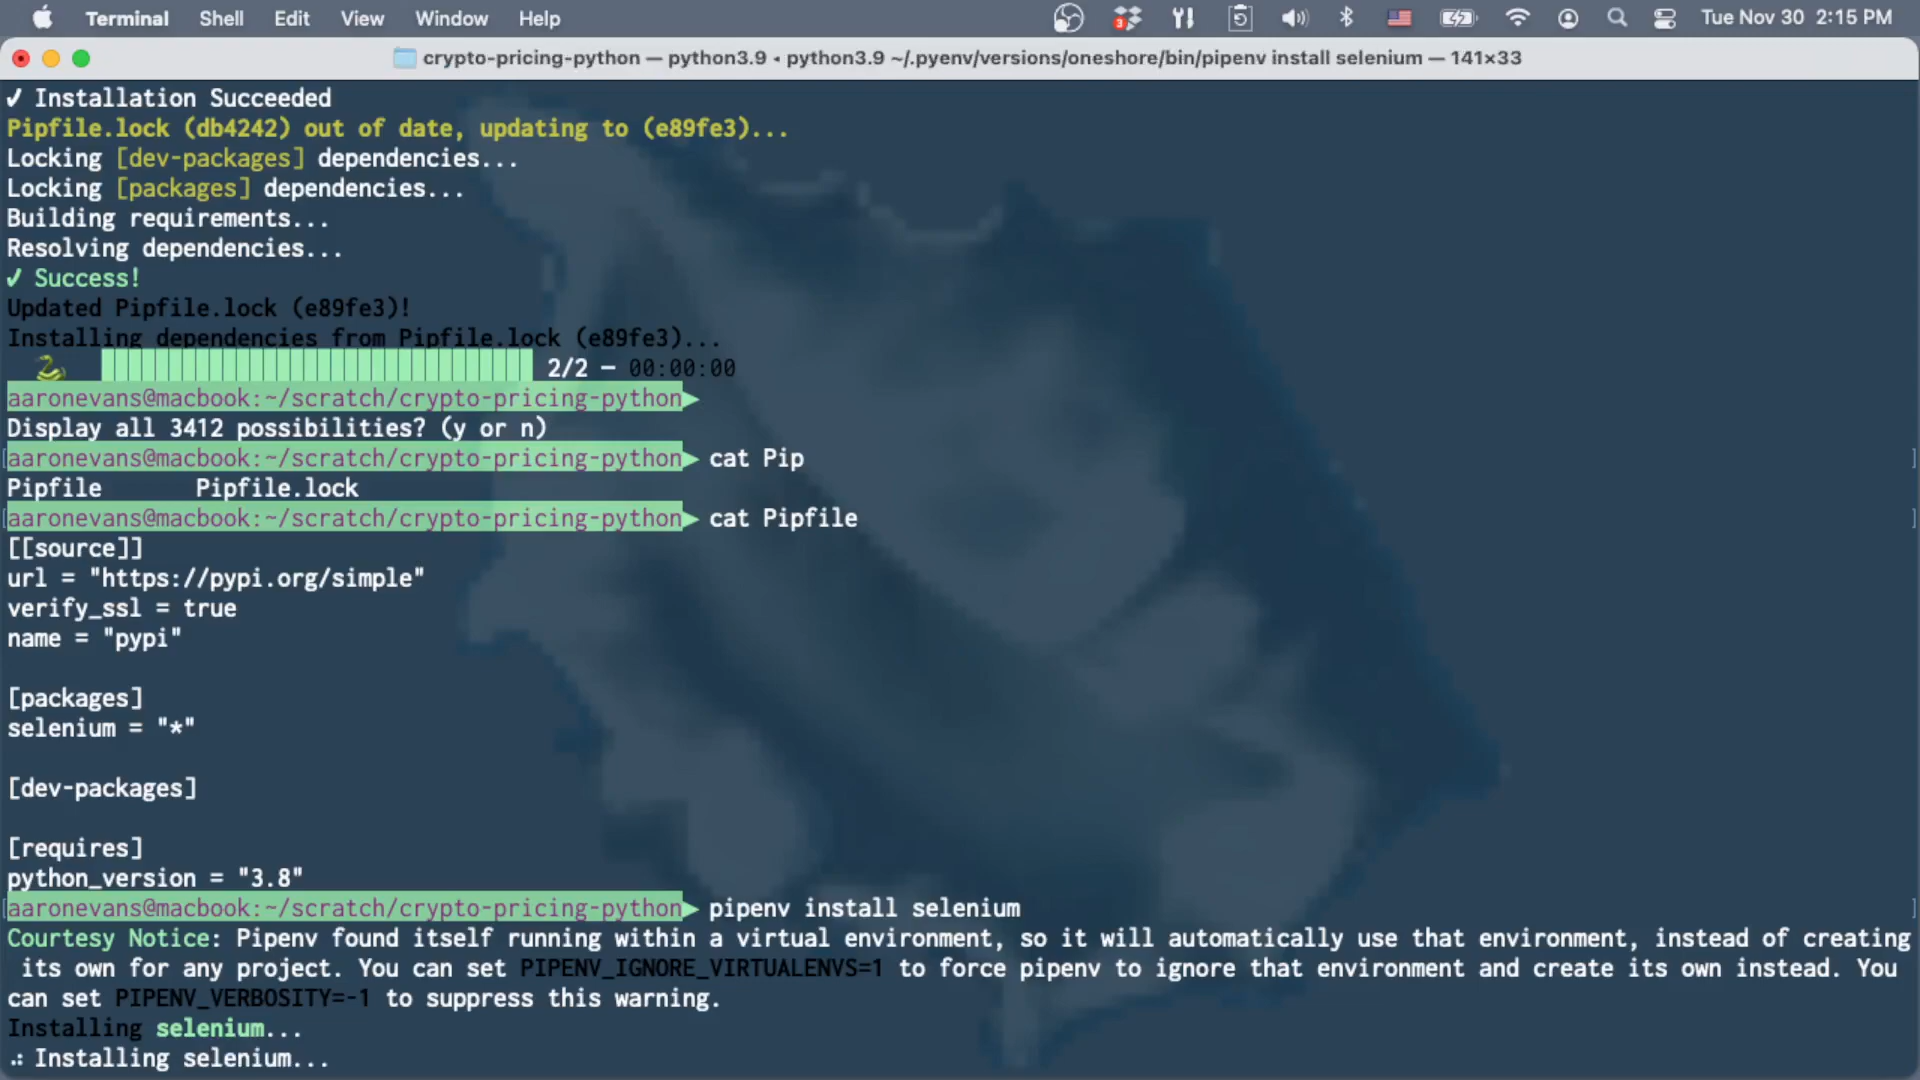 Terminal Shell Edit View Window Help 3 Tue Nov 30 2:15 PM
crypto-pricing-python — python3.9 ◂ python3.9 ~/.pyenv/versions/oneshore/bin/pipenv install selenium — 141×33
✓ Installation Succeeded
Pipfile.lock (db4242) out of date, updating to (e89fe3)...
Locking [dev-packages] dependencies...
Locking [packages] dependencies...
Building requirements...
Resolving dependencies...
✓ Success!
Updated Pipfile.lock (e89fe3)!
Installing dependencies from Pipfile.lock (e89fe3)...
2/2 — 00:00:00
aaronevans@macbook:~/scratch/crypto-pricing-python
Display all 3412 possibilities? (y or n)
aaronevans@macbook:~/scratch/crypto-pricing-python cat Pip
Pipfile Pipfile.lock
aaronevans@macbook:~/scratch/crypto-pricing-python cat Pipfile
[[source]]
url = "https://pypi.org/simple"
verify_ssl = true
name = "pypi"
[packages]
selenium = "*"
[dev-packages]
[requires]
python_version = "3.8"
aaronevans@macbook:~/scratch/crypto-pricing-python pipenv install selenium
Courtesy Notice: Pipenv found itself running within a virtual environment, so it will automatically use that environment, instead of creating
its own for any project. You can set PIPENV_IGNORE_VIRTUALENVS=1 to force pipenv to ignore that environment and create its own instead. You
can set PIPENV_VERBOSITY=-1 to suppress this warning.
Installing selenium...
Installing selenium...